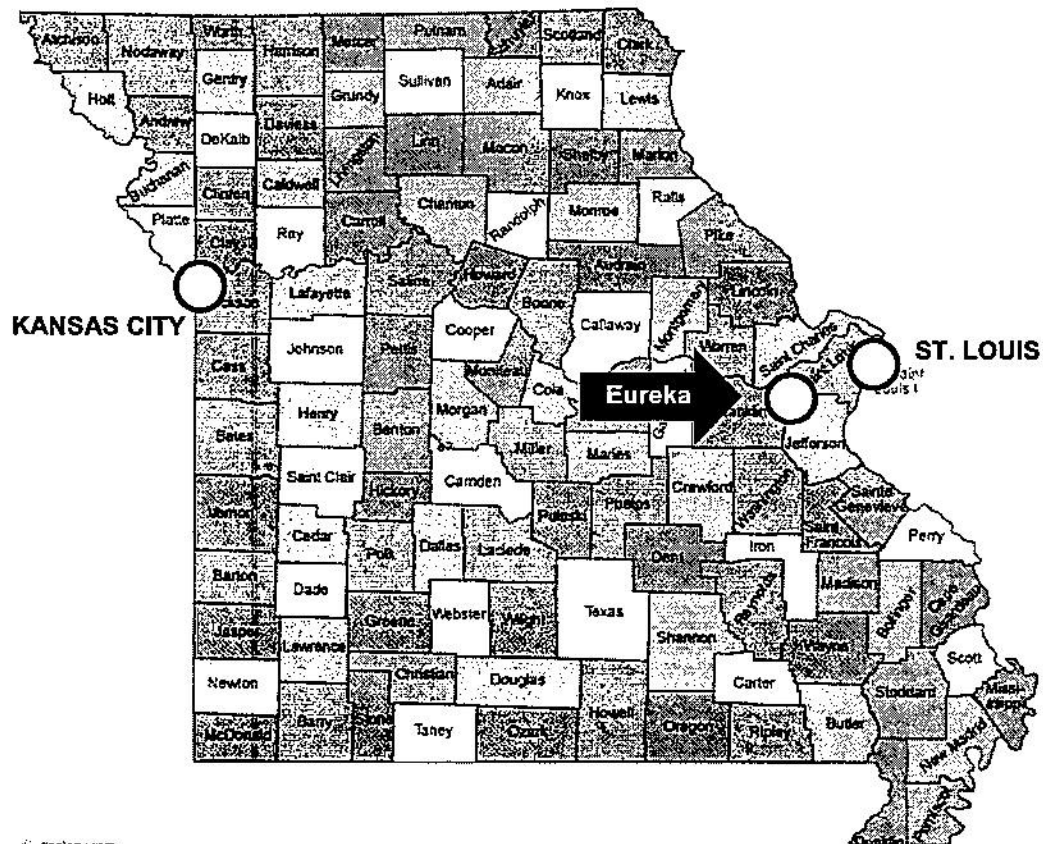 Atchison
Nodaway
Worth
Harrison
Mercer
Putnam
Schuyler
Scotland
Clark
Holt
Gentry
Sullivan
Adair
Knox
Lewis
Andrew
DeKalb
Daviess
Grundy
Linn
Macon
Shelby
Marion
Buchanan
Clinton
Caldwell
Livingston
Chariton
Randolph
Monroe
Ralls
Platte
Clay
Ray
Carroll
Pike
Audrain
Saline
Howard
Boone
Callaway
Montgomery
Lincoln
Lafayette
KANSAS CITY
Cooper
Warren
Saint Charles
ST. LOUIS
Cass
Johnson
Pettis
Moniteau
Cole
Eureka
Henry
Morgan
Jefferson
Bates
Benton
Miller
Maries
Saint Clair
Camden
Crawford
Washington
Sainte
Genevieve
Vernon
Hickory
Pulaski
Phelps
Saint
Francois
Perry
Cedar
Polk
Dallas
Laclede
Dent
Iron
Barton
Dade
Madison
Webster
Wright
Texas
Reynolds
Bollinger
Cape
Girardeau
Jasper
Greene
Shannon
Wayne
Lawrence
Scott
Newton
Christian
Douglas
Carter
Stoddard
Missi-
ssippi
McDonald
Barry
Stone
Taney
Ozark
Howell
Oregon
Ripley
Butler
New Madrid
Pemiscot